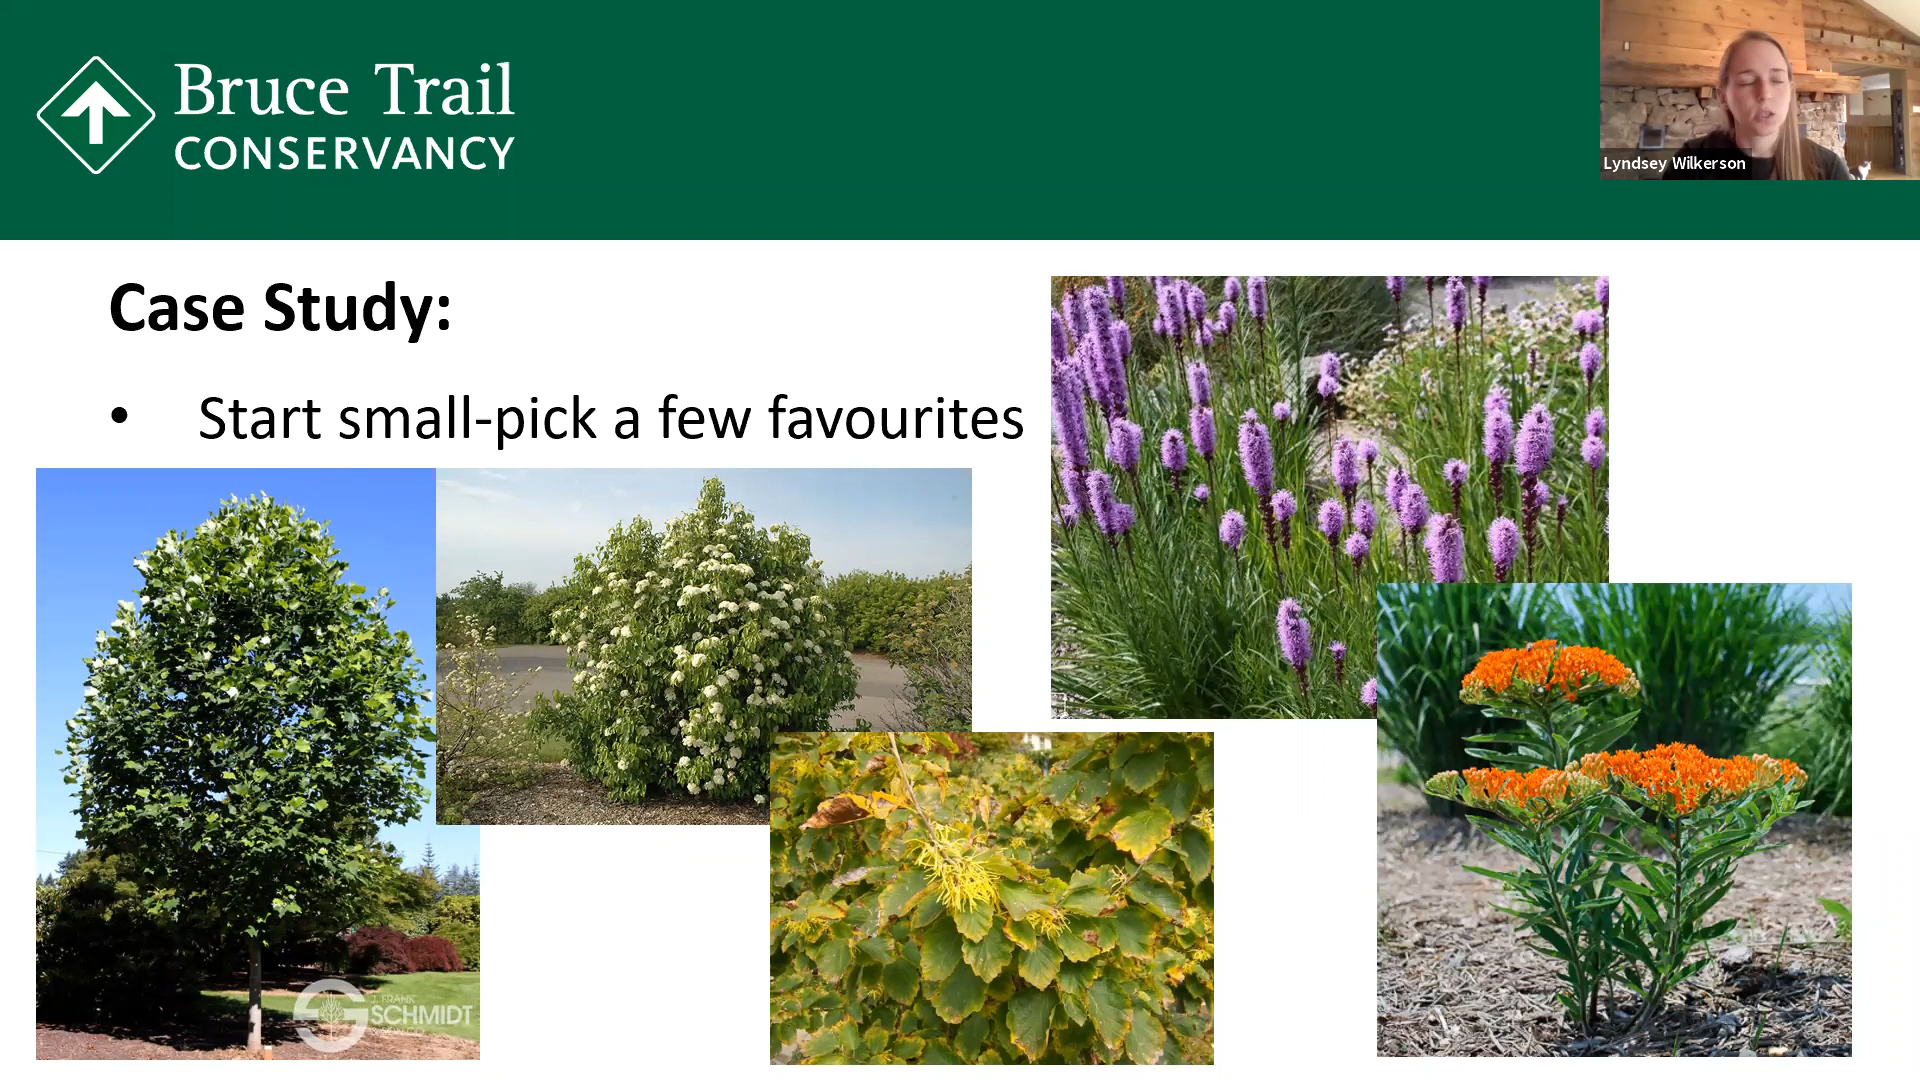 Bruce Trail
CONSERVANCY
Lyndsey Wilkerson
Case Study:
• Start small-pick a few favourites
J. FRANK
SCHMIDT